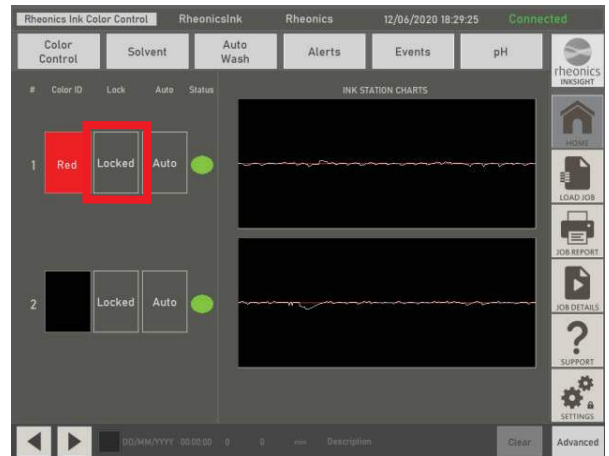 Rheonics Ink Color Control RheonicsInk Rheonics 12/06/2020 18:29:25 Connected
Color Control Solvent Auto Wash Alerts Events pH
rheonics
INKSIGHT
# Color ID Lock Auto Status INK STATION CHARTS
1 Red Locked Auto
2 Locked Auto
HOME
LOAD JOB
JOB REPORT
JOB DETAILS
SUPPORT
SETTINGS
DD/MM/YYYY 00:00:00 0 0 min Description Clear Advanced